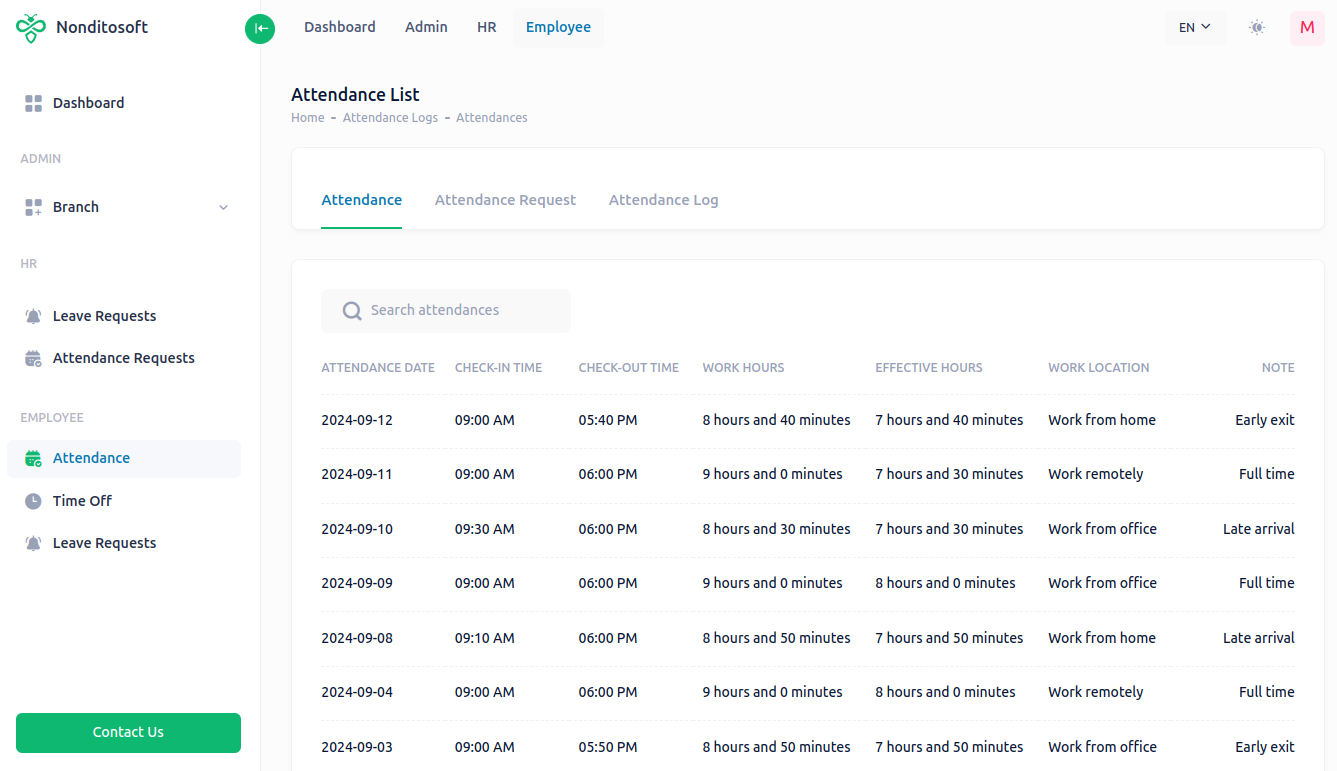 Nonditosoft
Dashboard Admin HR Employee
EN
M
Dashboard
ADMIN
Branch
HR
Leave Requests
Attendance Requests
EMPLOYEE
Attendance
Time Off
Leave Requests
Contact Us
Attendance List
Home - Attendance Logs - Attendances
Attendance Attendance Request Attendance Log
Search attendances
ATTENDANCE DATE CHECK-IN TIME CHECK-OUT TIME WORK HOURS EFFECTIVE HOURS WORK LOCATION NOTE
2024-09-12 09:00 AM 05:40 PM 8 hours and 40 minutes 7 hours and 40 minutes Work from home Early exit
2024-09-11 09:00 AM 06:00 PM 9 hours and 0 minutes 7 hours and 30 minutes Work remotely Full time
2024-09-10 09:30 AM 06:00 PM 8 hours and 30 minutes 7 hours and 30 minutes Work from office Late arrival
2024-09-09 09:00 AM 06:00 PM 9 hours and 0 minutes 8 hours and 0 minutes Work from office Full time
2024-09-08 09:10 AM 06:00 PM 8 hours and 50 minutes 7 hours and 50 minutes Work from home Late arrival
2024-09-04 09:00 AM 06:00 PM 9 hours and 0 minutes 8 hours and 0 minutes Work remotely Full time
2024-09-03 09:00 AM 05:50 PM 8 hours and 50 minutes 7 hours and 50 minutes Work from office Early exit